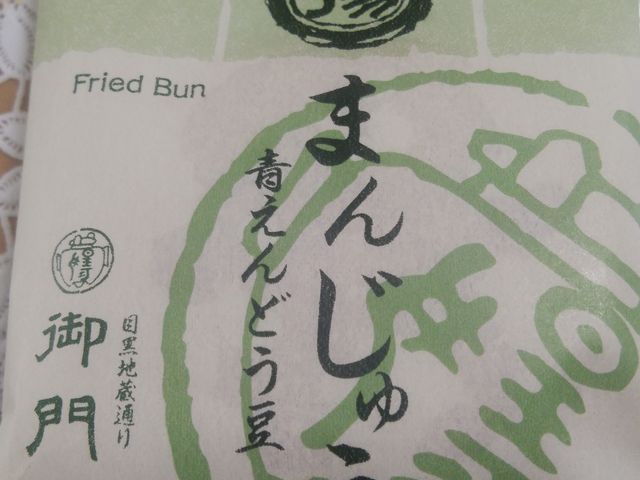 Fried Bun
まんじゅう
青えんどう豆
目黒地蔵通り
御門